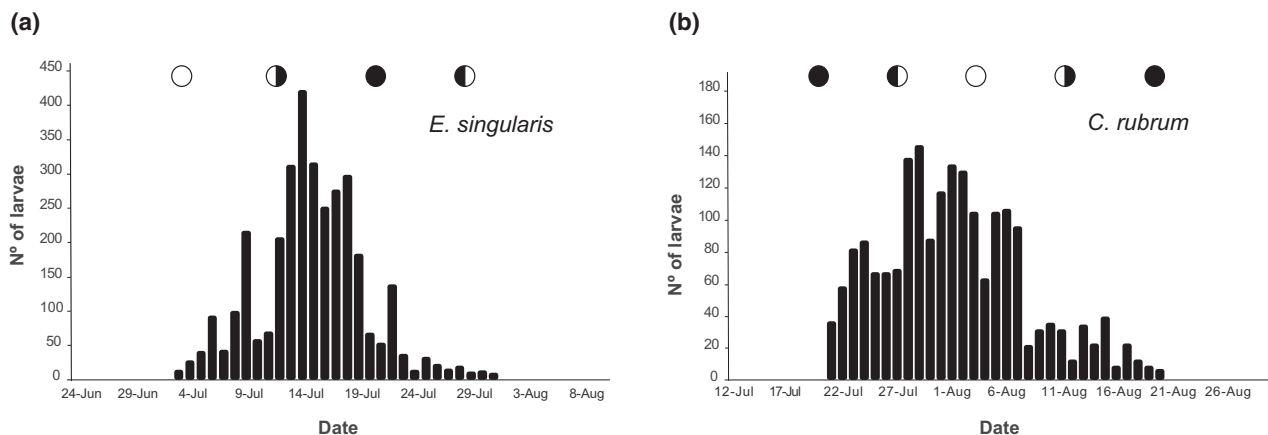 (a)
E. singularis
Nº of larvae
450
400
350
300
250
200
150
100
50
0
24-Jun 29-Jun 4-Jul 9-Jul 14-Jul 19-Jul 24-Jul 29-Jul 3-Aug 8-Aug
Date
(b)
C. rubrum
Nº of larvae
180
160
140
120
100
80
60
40
20
0
12-Jul 17-Jul 22-Jul 27-Jul 1-Aug 6-Aug 11-Aug 16-Aug 21-Aug 26-Aug
Date